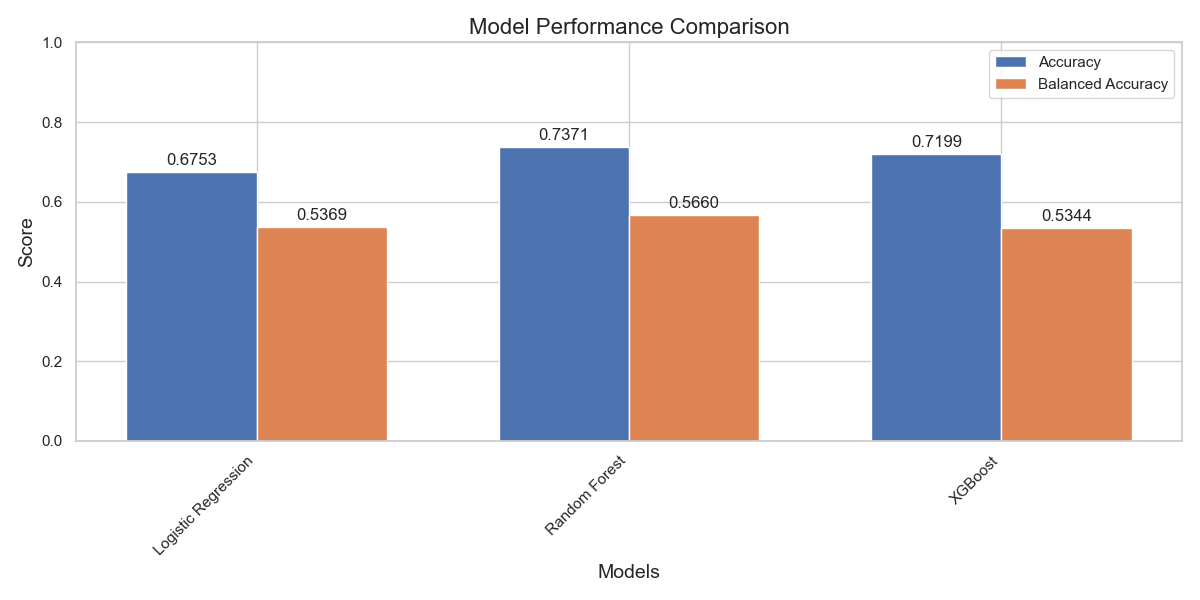 Model Performance Comparison
Accuracy
Balanced Accuracy
Score
1.0
0.8
0.6
0.4
0.2
0.0
0.6753
0.5369
0.7371
0.5660
0.7199
0.5344
Logistic Regression
Random Forest
XGBoost
Models